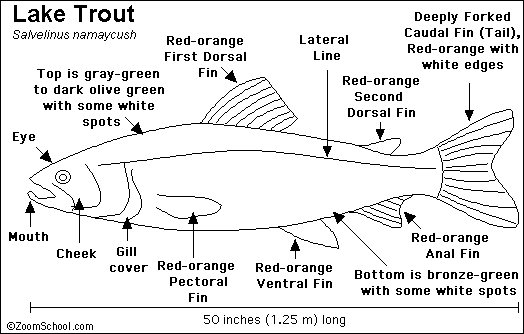 Lake Trout
Salvelinus namaycush
Top is gray-green
to dark olive green
with some white
spots
Red-orange
First Dorsal
Fin
Lateral
Line
Red-orange
Second
Dorsal Fin
Deeply Forked
Caudal Fin (Tail),
Red-orange with
white edges
Eye
Mouth
Cheek
Gill
cover
Red-orange
Pectoral
Fin
Red-orange
Ventral Fin
Red-orange
Anal Fin
Bottom is bronze-green
with some white spots
50 inches (1.25 m) long
©ZoomSchool.com